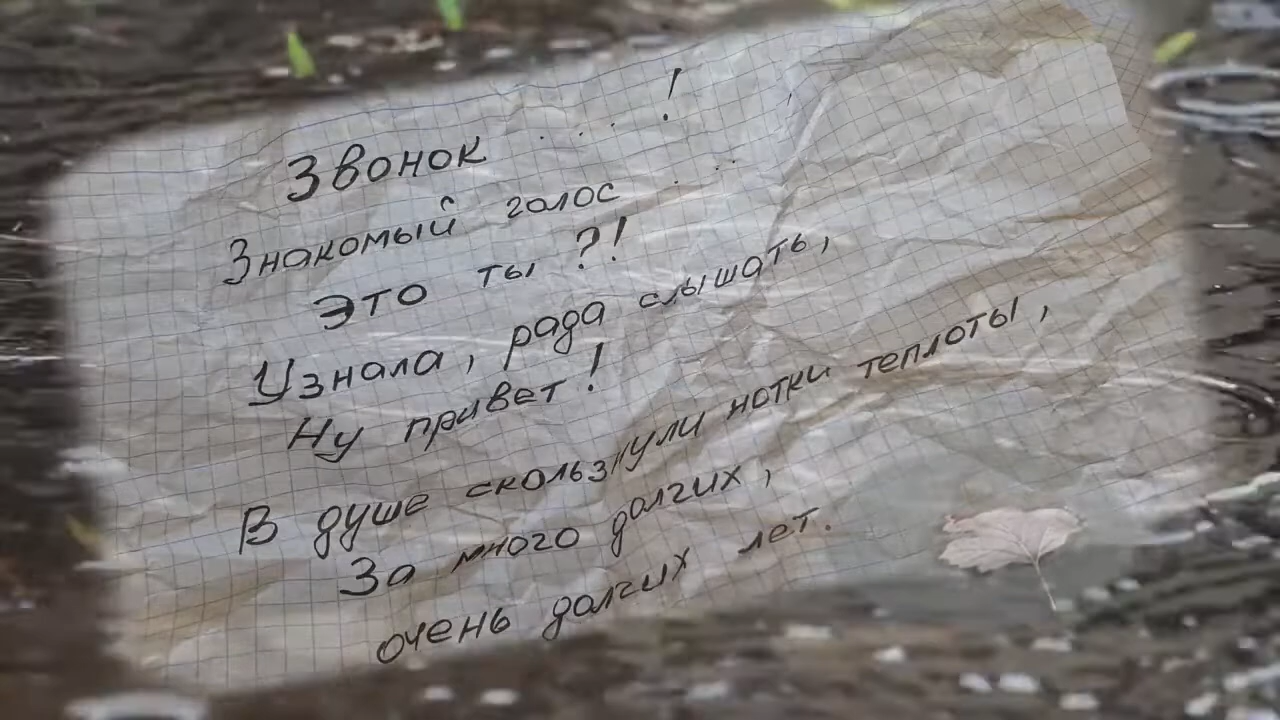 Звонок ....!
Знакомый голос ....
Это ты ?!
Узнала, рада слышать,
Ну привет!
В душе скользнули нотки теплоты,
За много долгих,
очень долгих лет.